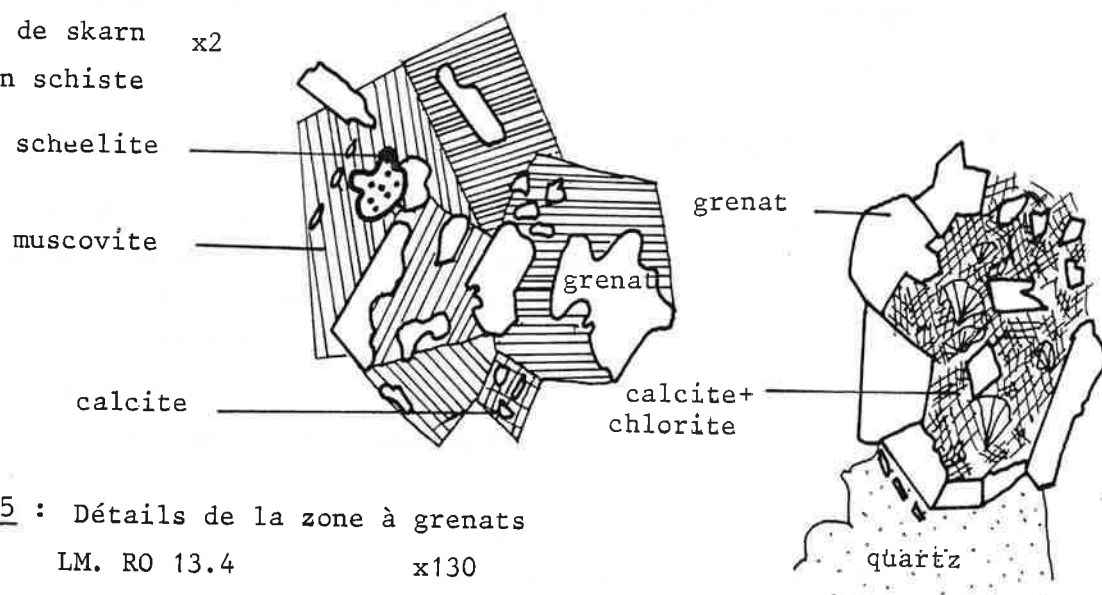 de skarn x2
n schiste
scheelite
muscovite
grenat
calcite
grenat
calcite+
chlorite
quartz
5 : Détails de la zone à grenats
LM. RO 13.4 x130